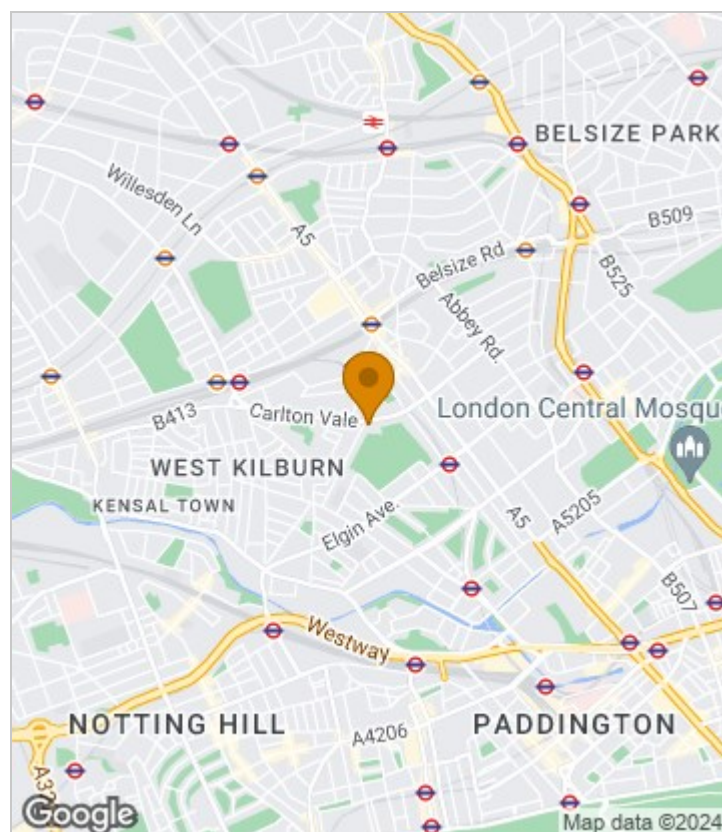 BELSIZE PARK
Willesden Ln
A5
B509
Belsize Rd
B525
Abbey Rd.
B413
Carlton Vale
London Central Mosqu
WEST KILBURN
KENSAL TOWN
Elgin Ave.
A5
A5205
B507
Westway
NOTTING HILL
A4206
PADDINGTON
A32
Google
Map data ©2024